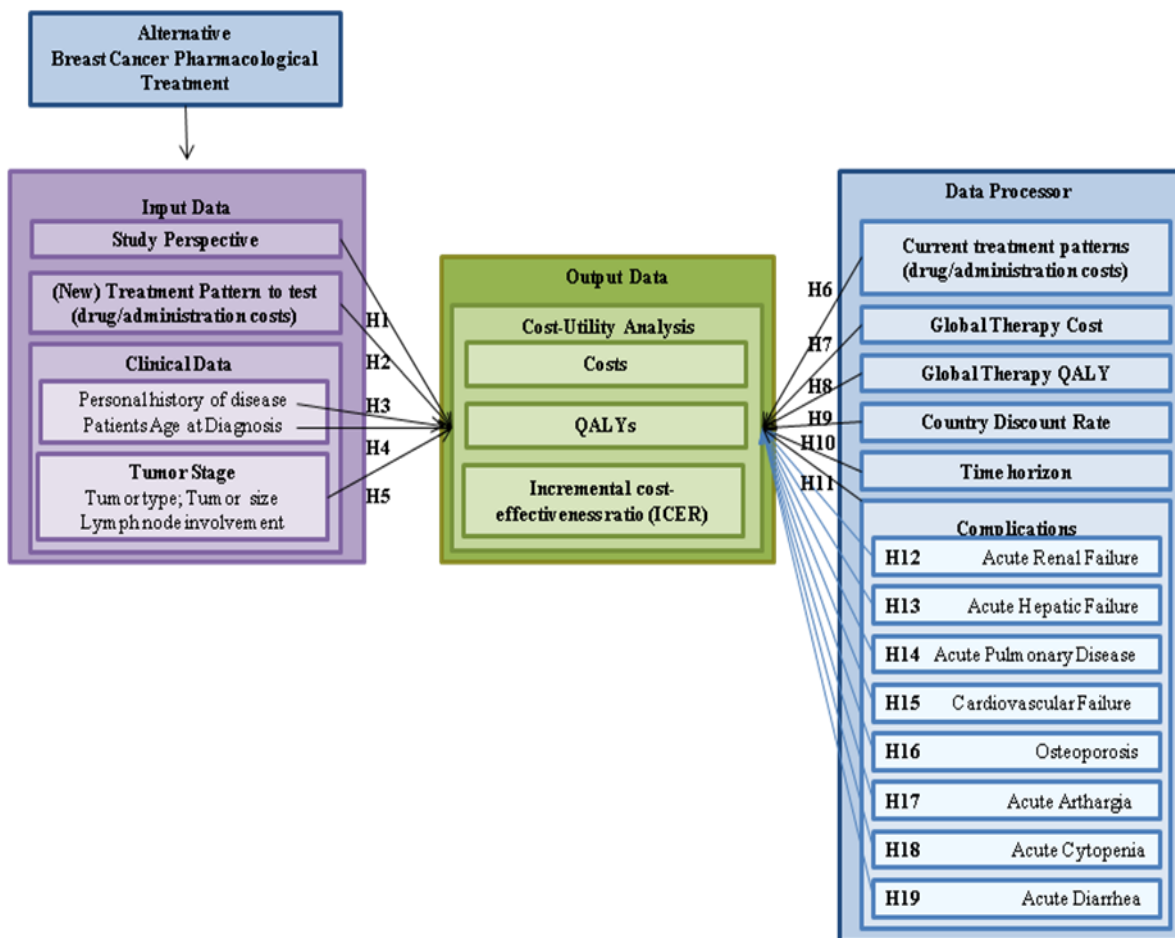 Alternative
Breast Cancer Pharmacological
Treatment
Input Data
Study Perspective
(New) Treatment Pattern to test
(drug/administration costs)
Clinical Data
Personal history of disease
Patients Age at Diagnosis
Tumor Stage
Tumor type; Tumor size
Lymph node involvement
H1
H2
H3
H4
H5
Output Data
Cost-Utility Analysis
Costs
QALYs
Incremental cost-
effectiveness ratio (ICER)
H6
H7
H8
H9
H10
H11
Data Processor
Current treatment patterns
(drug/administration costs)
Global Therapy Cost
Global Therapy QALY
Country Discount Rate
Time horizon
Complications
H12 Acute Renal Failure
H13 Acute Hepatic Failure
H14 Acute Pulmonary Disease
H15 Cardiovascular Failure
H16 Osteoporosis
H17 Acute Arthargia
H18 Acute Cytopenia
H19 Acute Diarrhea